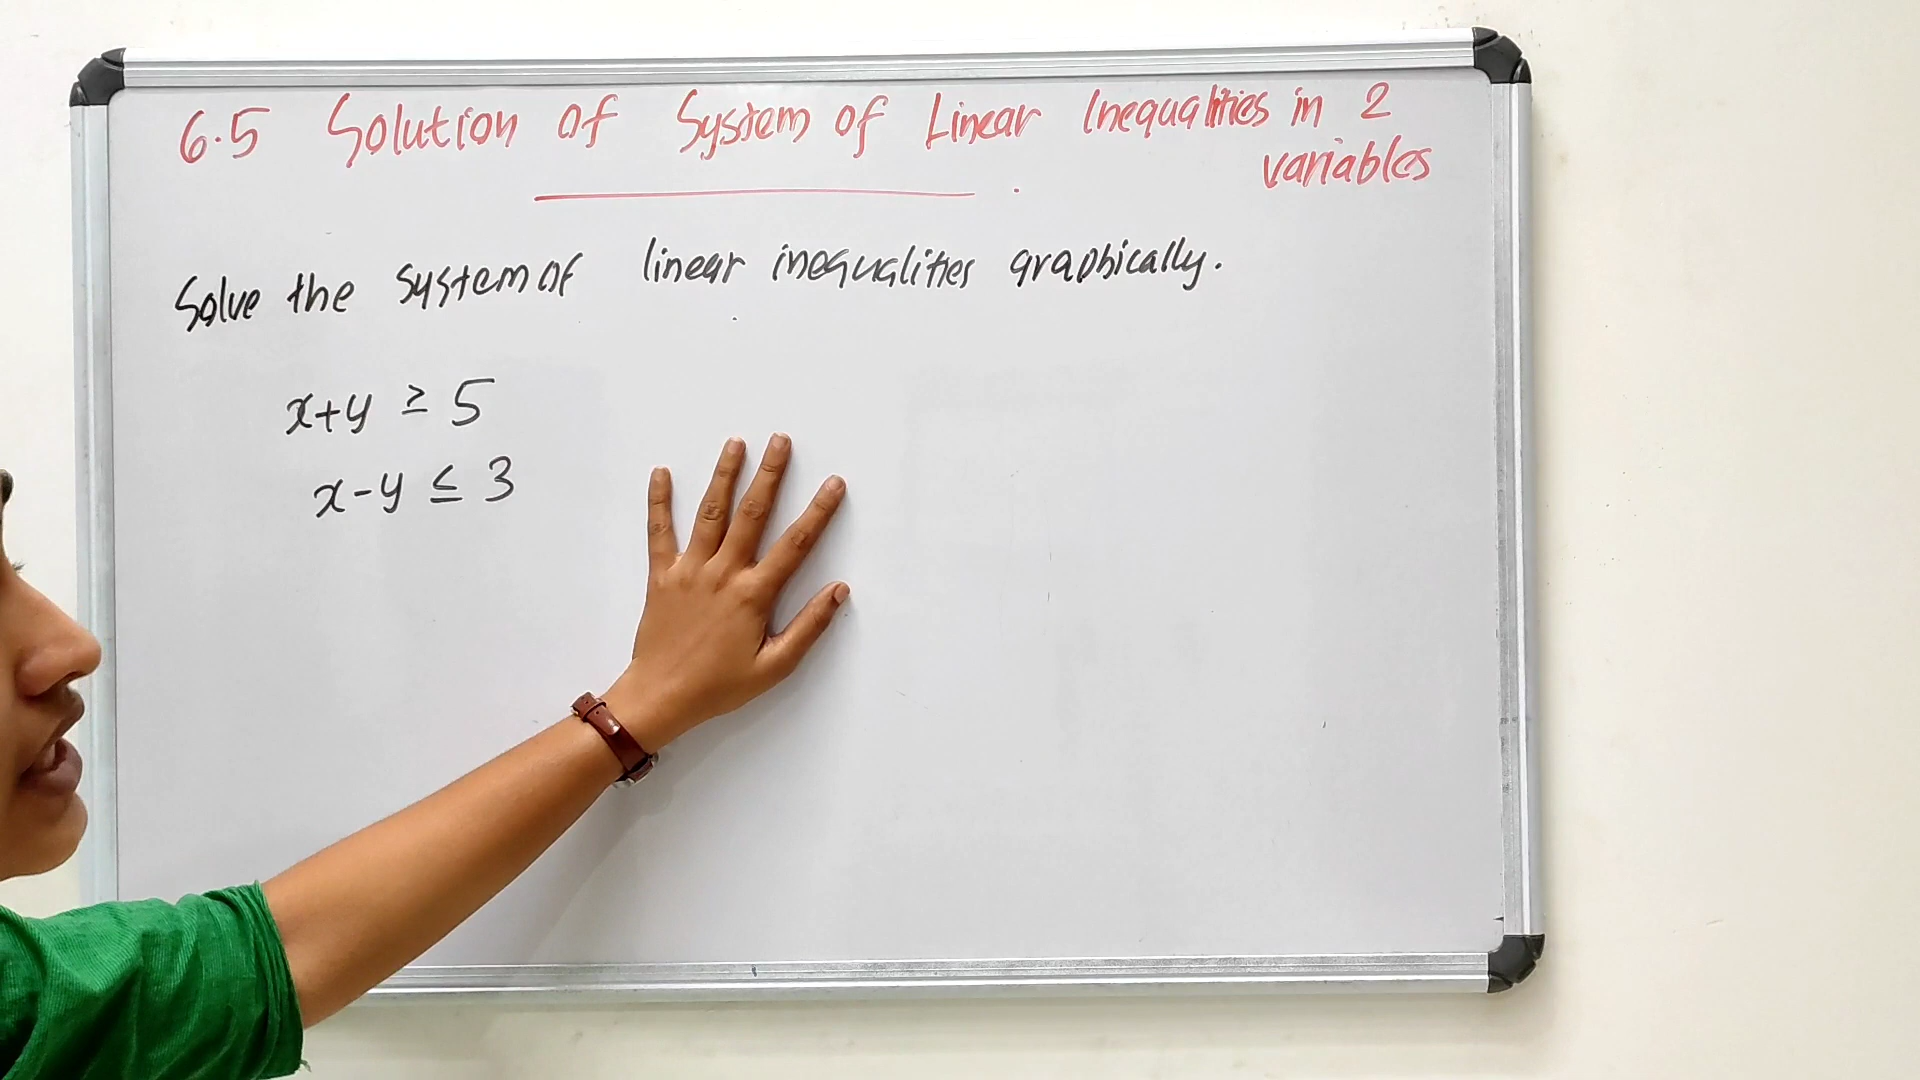 6.5 Solution of System of Linear Inequalities in 2
variables
Solve the system of linear inequalities graphically.
x+y ≥ 5
x-y ≤ 3